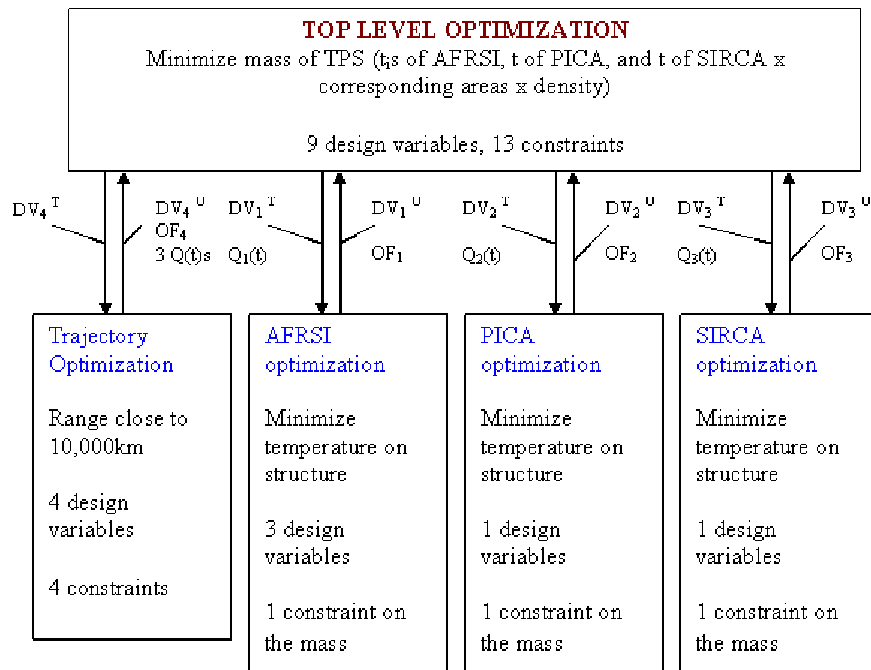 TOP LEVEL OPTIMIZATION
Minimize mass of TPS (tis of AFRSI, t of PICA, and t of SIRCA x
corresponding areas x density)
9 design variables, 13 constraints
DV4 T
DV4 U
OF4
3 Q(t)s
DV1 T
Q1(t)
DV1 U
OF1
DV2 T
Q2(t)
DV2 U
OF2
DV3 T
Q3(t)
DV3 U
OF3
Trajectory
Optimization
Range close to
10,000km
4 design
variables
4 constraints
AFRSI
optimization
Minimize
temperature on
structure
3 design
variables
1 constraint on
the mass
PICA
optimization
Minimize
temperature on
structure
1 design
variables
1 constraint on
the mass
SIRCA
optimization
Minimize
temperature on
structure
1 design
variables
1 constraint on
the mass